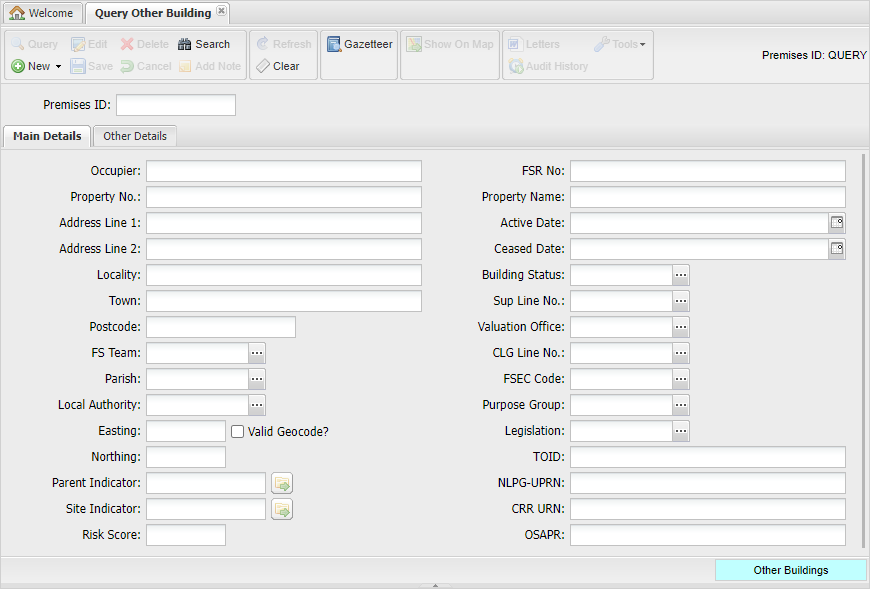 Welcome Query Other Building
Query Edit Delete Search Refresh Gazetteer Show On Map Letters Tools
New Save Cancel Add Note Clear Audit History
Premises ID: QUERY
Premises ID:
Main Details Other Details
Occupier: FSR No:
Property No.: Property Name:
Address Line 1: Active Date:
Address Line 2: Ceased Date:
Locality: Building Status:
Town: Sup Line No.:
Postcode: Valuation Office:
FS Team: CLG Line No.:
Parish: FSEC Code:
Local Authority: Purpose Group:
Easting: Valid Geocode? Legislation:
Northing: TOID:
Parent Indicator: NLPG-UPRN:
Site Indicator: CRR URN:
Risk Score: OSAPR:
Other Buildings